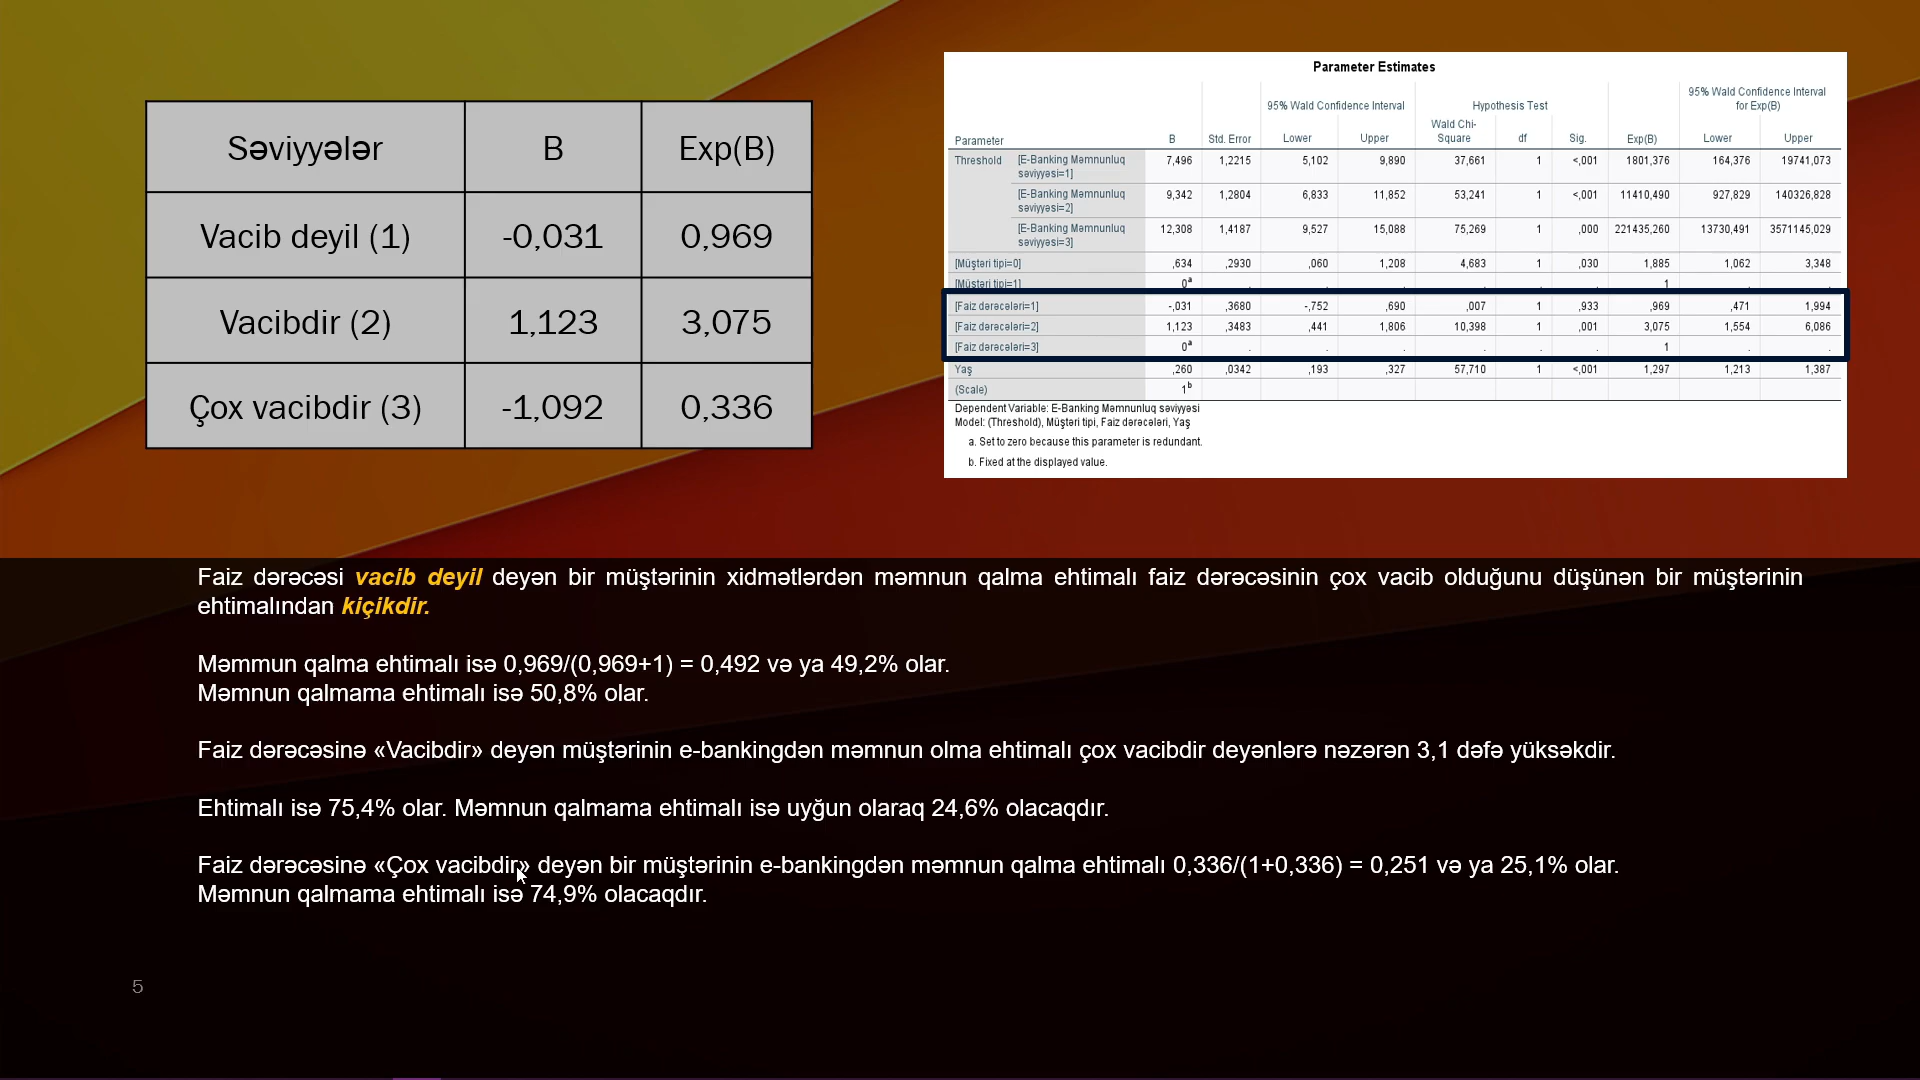 Səviyyələr B Exp(B)
Vacib deyil (1) -0,031 0,969
Vacibdir (2) 1,123 3,075
Çox vacibdir (3) -1,092 0,336
Parameter Estimates
95% Wald Confidence Interval Hypothesis Test 95% Wald Confidence Interval for Exp(B)
Parameter B Std. Error Lower Upper Wald Chi-Square df Sig. Exp(B) Lower Upper
Threshold [E-Banking Məmnunluq səviyyəsi=1] 7,496 1,2215 5,102 9,890 37,661 1 <,001 1801,376 164,376 19741,073
[E-Banking Məmnunluq səviyyəsi=2] 9,342 1,2804 6,833 11,852 53,241 1 <,001 11410,490 927,829 140326,828
[E-Banking Məmnunluq səviyyəsi=3] 12,308 1,4187 9,527 15,088 75,269 1 ,000 221435,260 13730,491 3571145,029
[Müştəri tipi=0] ,634 ,2930 ,060 1,208 4,683 1 ,030 1,885 1,062 3,348
[Müştəri tipi=1] 0a . . . . . . 1 . .
[Faiz dərəcələri=1] -,031 ,3680 -,752 ,690 ,007 1 ,933 ,969 ,471 1,994
[Faiz dərəcələri=2] 1,123 ,3483 ,441 1,806 10,398 1 ,001 3,075 1,554 6,086
[Faiz dərəcələri=3] 0a . . . . . . 1 . .
Yaş ,260 ,0342 ,193 ,327 57,710 1 <,001 1,297 1,213 1,387
(Scale) 1b
Dependent Variable: E-Banking Məmnunluq səviyyəsi
Model: (Threshold), Müştəri tipi, Faiz dərəcələri, Yaş
a. Set to zero because this parameter is redundant.
b. Fixed at the displayed value.
Faiz dərəcəsi vacib deyil deyən bir müştərinin xidmətlərdən məmnun qalma ehtimalı faiz dərəcəsinin çox vacib olduğunu düşünən bir müştərinin
ehtimalından kiçikdir.
Məmmun qalma ehtimalı isə 0,969/(0,969+1) = 0,492 və ya 49,2% olar.
Məmnun qalmama ehtimalı isə 50,8% olar.
Faiz dərəcəsinə «Vacibdir» deyən müştərinin e-bankingdən məmnun olma ehtimalı çox vacibdir deyənlərə nəzərən 3,1 dəfə yüksəkdir.
Ehtimalı isə 75,4% olar. Məmnun qalmama ehtimalı isə uyğun olaraq 24,6% olacaqdır.
Faiz dərəcəsinə «Çox vacibdir» deyən bir müştərinin e-bankingdən məmnun qalma ehtimalı 0,336/(1+0,336) = 0,251 və ya 25,1% olar.
Məmnun qalmama ehtimalı isə 74,9% olacaqdır.
5